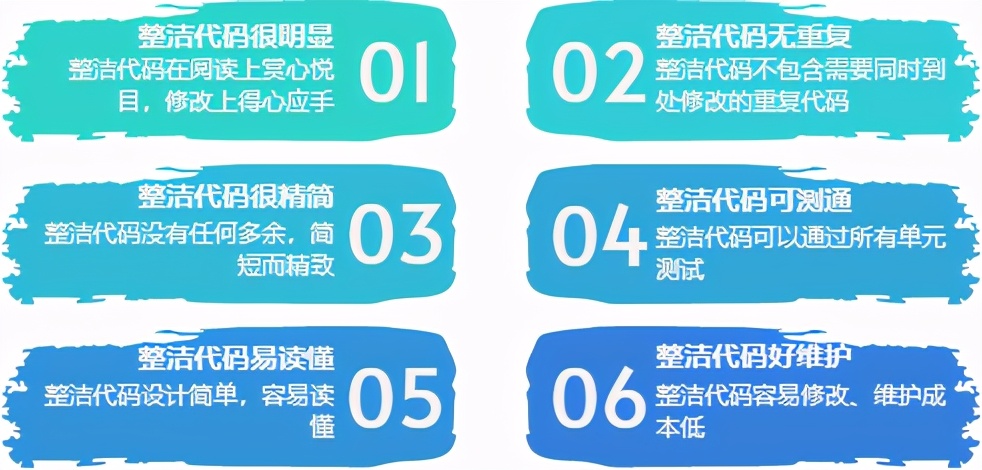 整洁代码很明显
整洁代码在阅读上赏心悦
目，修改上得心应手
01
02
整洁代码无重复
整洁代码不包含需要同时到
处修改的重复代码
整洁代码很精简
整洁代码没有任何多余，简
短而精致
03
04
整洁代码可测通
整洁代码可以通过所有单元
测试
整洁代码易读懂
整洁代码设计简单，容易读
懂
05
06
整洁代码好维护
整洁代码容易修改、维护成
本低